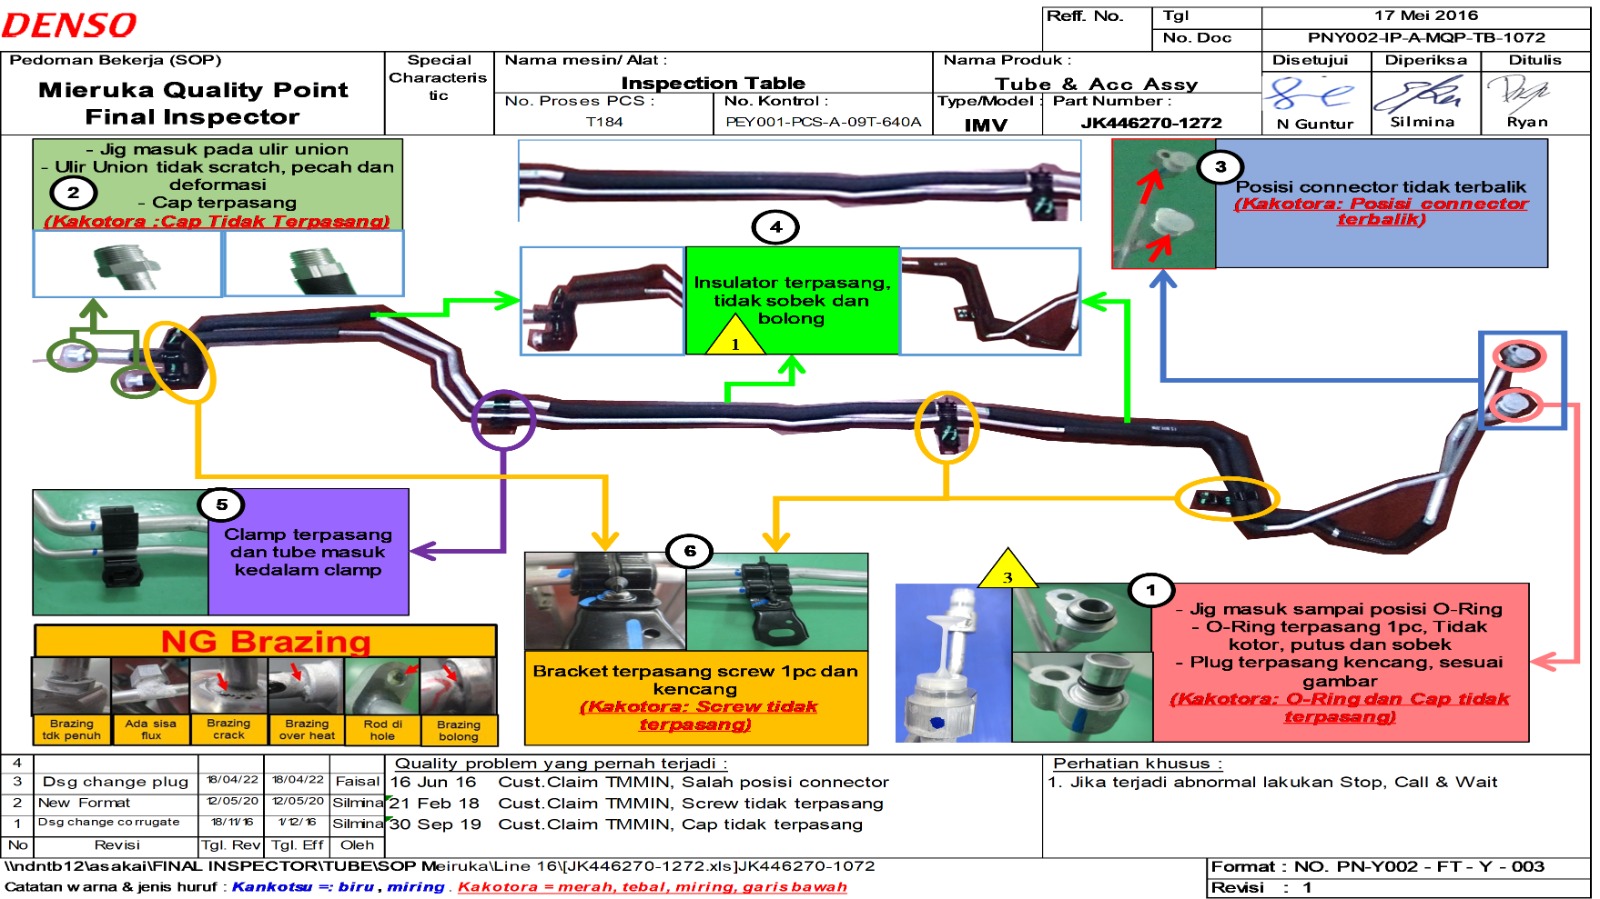 DENSO
Reff. No.
Tgl
17 Mei 2016
No. Doc
PNY002-IP-A-MQP-TB-1072
Pedoman Bekerja (SOP)
Mieruka Quality Point
Final Inspector
Special
Characteris
tic
Nama mesin/ Alat :
Inspection Table
No. Proses PCS :
T184
No. Kontrol :
PEY001-PCS-A-09T-640A
Nama Produk :
Tube & Acc Assy
Type/Model :
IMV
Part Number :
JK446270-1272
Disetujui
Diperiksa
Ditulis
N Guntur
Silmina
Ryan
- Jig masuk pada ulir union
- Ulir Union tidak scratch, pecah dan
deformasi
- Cap terpasang
(Kakotora :Cap Tidak Terpasang)
2
4
Insulator terpasang,
tidak sobek dan
bolong
1
3
Posisi connector tidak terbalik
(Kakotora: Posisi connector
terbalik)
5
Clamp terpasang
dan tube masuk
kedalam clamp
6
Bracket terpasang screw 1pc dan
kencang
(Kakotora: Screw tidak
terpasang)
3
1
- Jig masuk sampai posisi O-Ring
- O-Ring terpasang 1pc, Tidak
kotor, putus dan sobek
- Plug terpasang kencang, sesuai
gambar
(Kakotora: O-Ring dan Cap tidak
terpasang)
NG Brazing
Brazing
tdk penuh
Ada sisa
flux
Brazing
crack
Brazing
over heat
Rod di
hole
Brazing
bolong
4
3 Dsg change plug 18/04/22 18/04/22 Faisal
2 New Format 12/05/20 12/05/20 Silmina
1 Dsg change corrugate 18/11/16 1/12/16 Silmina
No Revisi Tgl. Rev Tgl. Eff Oleh
Quality problem yang pernah terjadi :
16 Jun 16 Cust.Claim TMMIN, Salah posisi connector
21 Feb 18 Cust.Claim TMMIN, Screw tidak terpasang
30 Sep 19 Cust.Claim TMMIN, Cap tidak terpasang
Perhatian khusus :
1. Jika terjadi abnormal lakukan Stop, Call & Wait
\\ndntb12\asakai\FINAL INSPECTOR\TUBE\SOP Meiruka\Line 16\[JK446270-1272.xls]JK446270-1072
Catatan warna & jenis huruf : Kankotsu =: biru , miring . Kakotora = merah, tebal, miring, garis bawah
Format : NO. PN-Y002 - FT - Y - 003
Revisi : 1